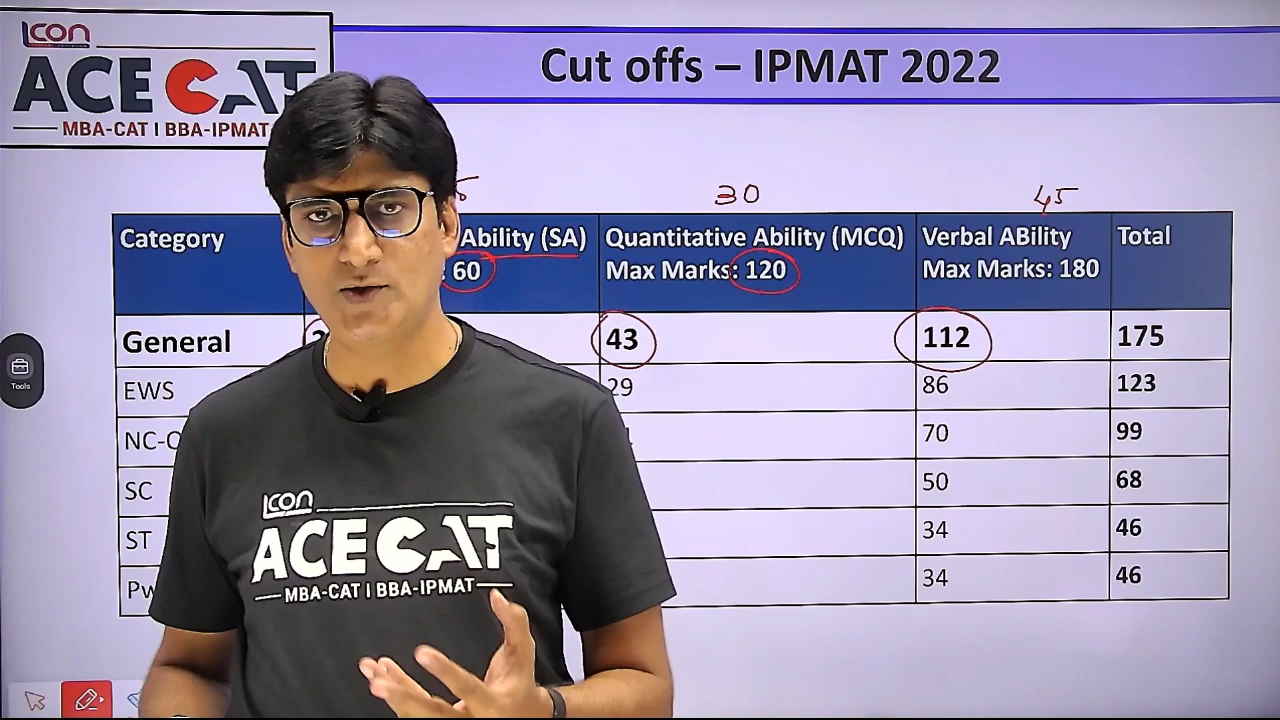 ıcon
ACE CAT
MBA-CAT I BBA-IPMAT
Cut offs – IPMAT 2022
30
45
Category
Ability (SA)
60
Quantitative Ability (MCQ)
Max Marks: 120
Verbal ABility
Max Marks: 180
Total
General
43
112
175
EWS
29
86
123
70
99
SC
50
68
ST
34
46
34
46
Tools
ıcon
ACE CAT
MBA-CAT I BBA-IPMAT